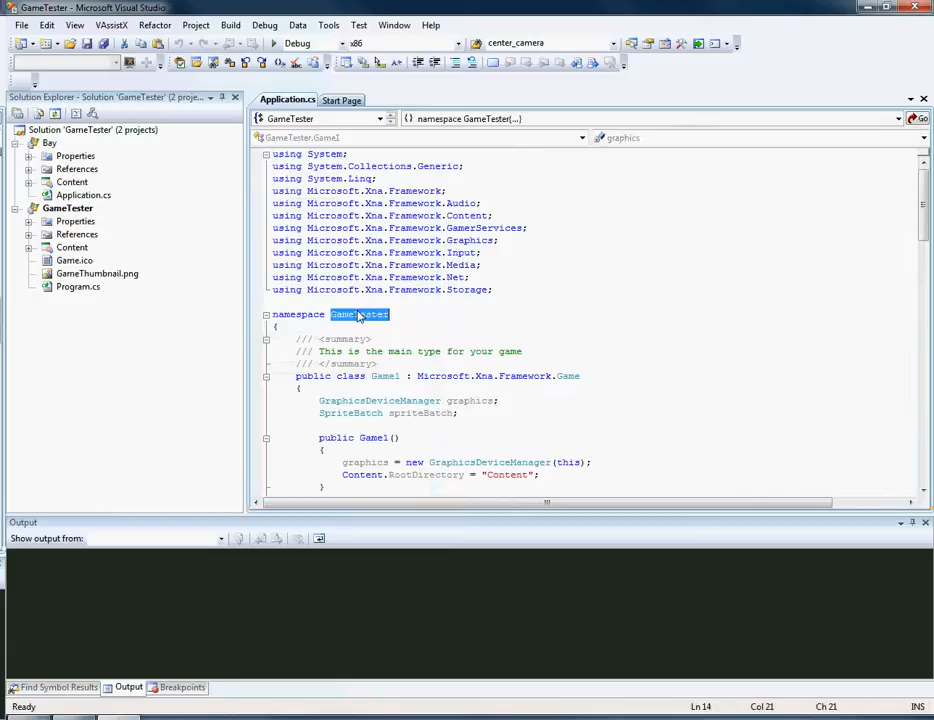 GameTester - Microsoft Visual Studio
File Edit View VAssistX Refactor Project Build Debug Data Tools Test Window Help
Debug x86 center_camera
Solution Explorer - Solution 'GameTester' (2 proje...
Solution 'GameTester' (2 projects)
Bay
Properties
References
Content
Application.cs
GameTester
Properties
References
Content
Game.ico
GameThumbnail.png
Program.cs
Application.cs Start Page
GameTester namespace GameTester{...} Go
GameTester.Game1 graphics
using System;
using System.Collections.Generic;
using System.Linq;
using Microsoft.Xna.Framework;
using Microsoft.Xna.Framework.Audio;
using Microsoft.Xna.Framework.Content;
using Microsoft.Xna.Framework.GamerServices;
using Microsoft.Xna.Framework.Graphics;
using Microsoft.Xna.Framework.Input;
using Microsoft.Xna.Framework.Media;
using Microsoft.Xna.Framework.Net;
using Microsoft.Xna.Framework.Storage;
namespace GameTester
{
/// <summary>
/// This is the main type for your game
/// </summary>
public class Game1 : Microsoft.Xna.Framework.Game
{
GraphicsDeviceManager graphics;
SpriteBatch spriteBatch;
public Game1()
{
graphics = new GraphicsDeviceManager(this);
Content.RootDirectory = "Content";
}
Output
Show output from:
Find Symbol Results Output Breakpoints
Ready Ln 14 Col 21 Ch 21 INS